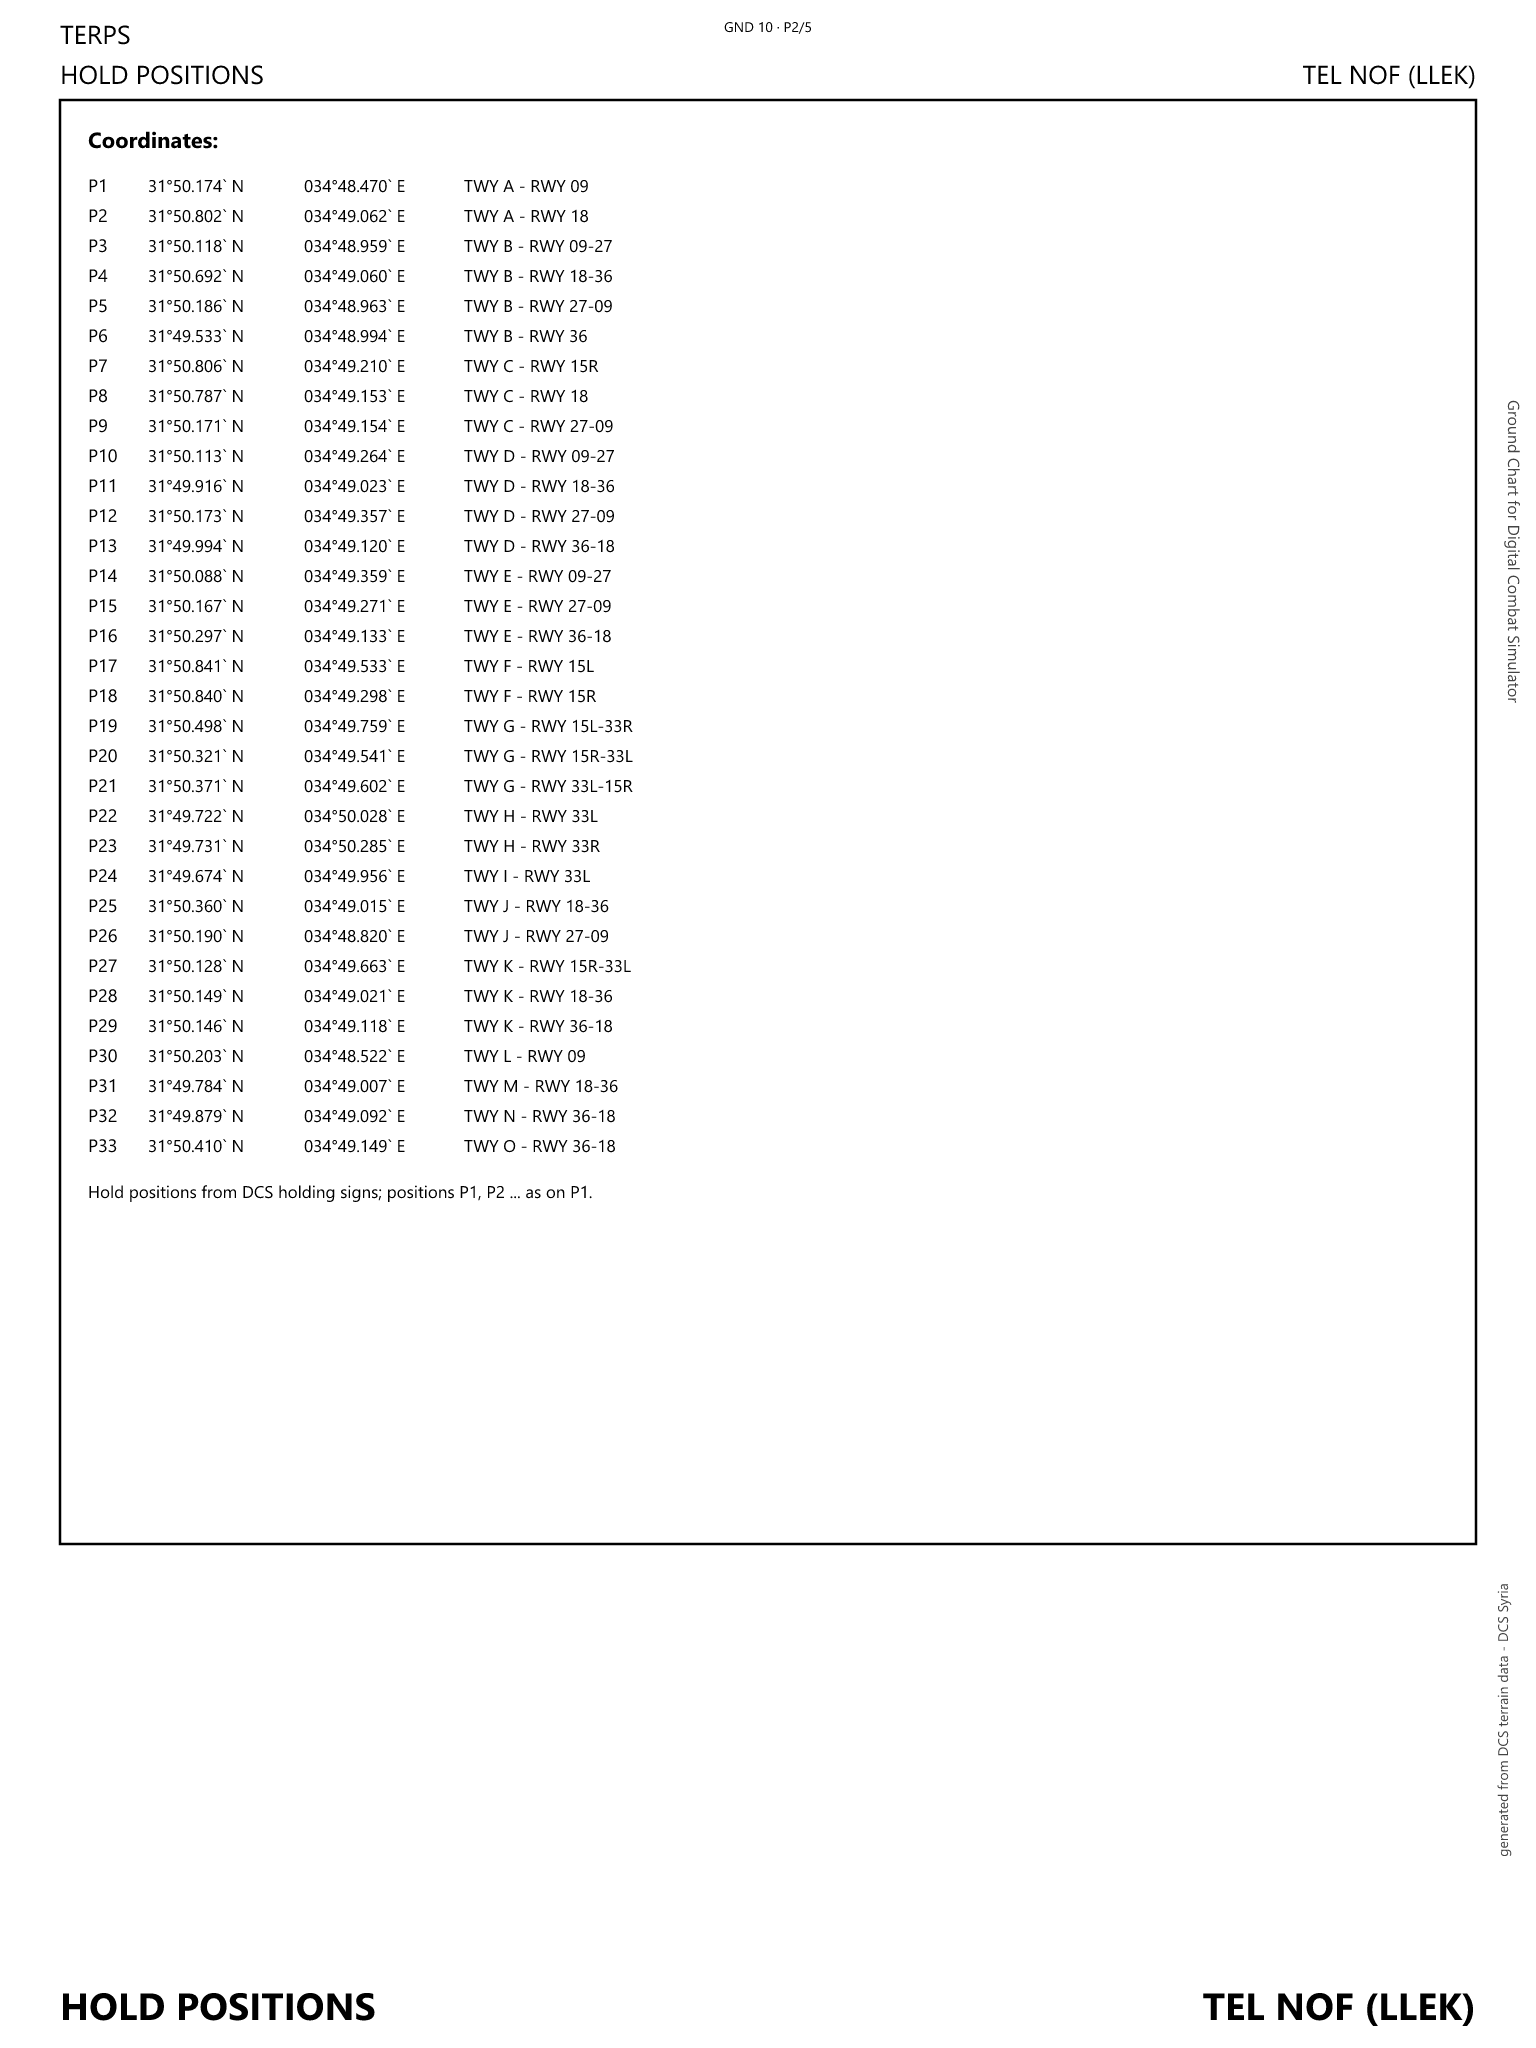 TERPS
GND 10 · P2/5
HOLD POSITIONS
TEL NOF (LLEK)
Coordinates:
P1 31°50.174` N 034°48.470` E TWY A - RWY 09
P2 31°50.802` N 034°49.062` E TWY A - RWY 18
P3 31°50.118` N 034°48.959` E TWY B - RWY 09-27
P4 31°50.692` N 034°49.060` E TWY B - RWY 18-36
P5 31°50.186` N 034°48.963` E TWY B - RWY 27-09
P6 31°49.533` N 034°48.994` E TWY B - RWY 36
P7 31°50.806` N 034°49.210` E TWY C - RWY 15R
P8 31°50.787` N 034°49.153` E TWY C - RWY 18
P9 31°50.171` N 034°49.154` E TWY C - RWY 27-09
P10 31°50.113` N 034°49.264` E TWY D - RWY 09-27
P11 31°49.916` N 034°49.023` E TWY D - RWY 18-36
P12 31°50.173` N 034°49.357` E TWY D - RWY 27-09
P13 31°49.994` N 034°49.120` E TWY D - RWY 36-18
P14 31°50.088` N 034°49.359` E TWY E - RWY 09-27
P15 31°50.167` N 034°49.271` E TWY E - RWY 27-09
P16 31°50.297` N 034°49.133` E TWY E - RWY 36-18
P17 31°50.841` N 034°49.533` E TWY F - RWY 15L
P18 31°50.840` N 034°49.298` E TWY F - RWY 15R
P19 31°50.498` N 034°49.759` E TWY G - RWY 15L-33R
P20 31°50.321` N 034°49.541` E TWY G - RWY 15R-33L
P21 31°50.371` N 034°49.602` E TWY G - RWY 33L-15R
P22 31°49.722` N 034°50.028` E TWY H - RWY 33L
P23 31°49.731` N 034°50.285` E TWY H - RWY 33R
P24 31°49.674` N 034°49.956` E TWY I - RWY 33L
P25 31°50.360` N 034°49.015` E TWY J - RWY 18-36
P26 31°50.190` N 034°48.820` E TWY J - RWY 27-09
P27 31°50.128` N 034°49.663` E TWY K - RWY 15R-33L
P28 31°50.149` N 034°49.021` E TWY K - RWY 18-36
P29 31°50.146` N 034°49.118` E TWY K - RWY 36-18
P30 31°50.203` N 034°48.522` E TWY L - RWY 09
P31 31°49.784` N 034°49.007` E TWY M - RWY 18-36
P32 31°49.879` N 034°49.092` E TWY N - RWY 36-18
P33 31°50.410` N 034°49.149` E TWY O - RWY 36-18
Hold positions from DCS holding signs; positions P1, P2 ... as on P1.
Ground Chart for Digital Combat Simulator
generated from DCS terrain data - DCS Syria
HOLD POSITIONS
TEL NOF (LLEK)